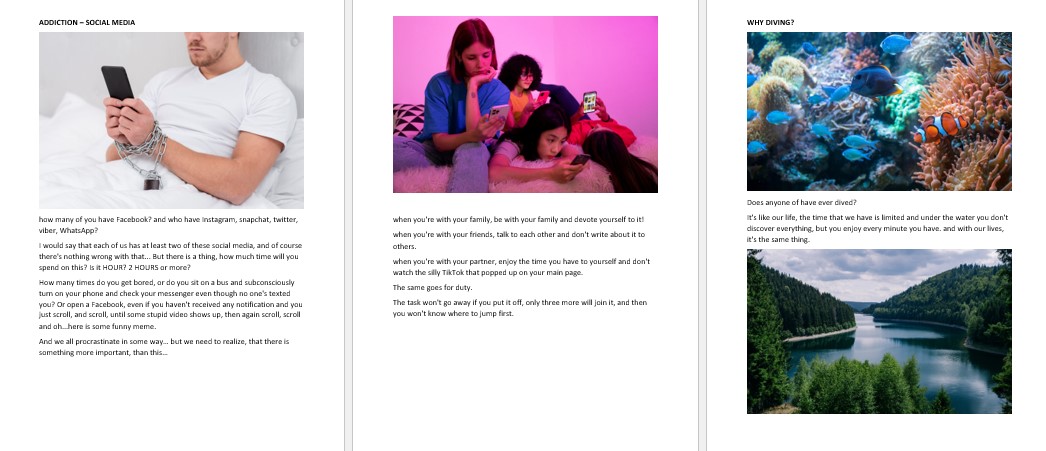 ADDICTION – SOCIAL MEDIA
how many of you have Facebook? and who have Instagram, snapchat, twitter,
viber, WhatsApp?
I would say that each of us has at least two of these social media, and of course
there's nothing wrong with that... But there is a thing, how much time will you
spend on this? Is it HOUR? 2 HOURS or more?
How many times do you get bored, or do you sit on a bus and subconsciously
turn on your phone and check your messenger even though no one's texted
you? Or open a Facebook, even if you haven't received any notification and you
just scroll, and scroll, until some stupid video shows up, then again scroll, scroll
and oh...here is some funny meme.
And we all procrastinate in some way... but we need to realize, that there is
something more important, than this...
when you're with your family, be with your family and devote yourself to it!
when you're with your friends, talk to each other and don't write about it to
others.
when you're with your partner, enjoy the time you have to yourself and don't
watch the silly TikTok that popped up on your main page.
The same goes for duty.
The task won't go away if you put it off, only three more will join it, and then
you won't know where to jump first.
WHY DIVING?
Does anyone of have ever dived?
It's like our life, the time that we have is limited and under the water you don't
discover everything, but you enjoy every minute you have. and with our lives,
it's the same thing.